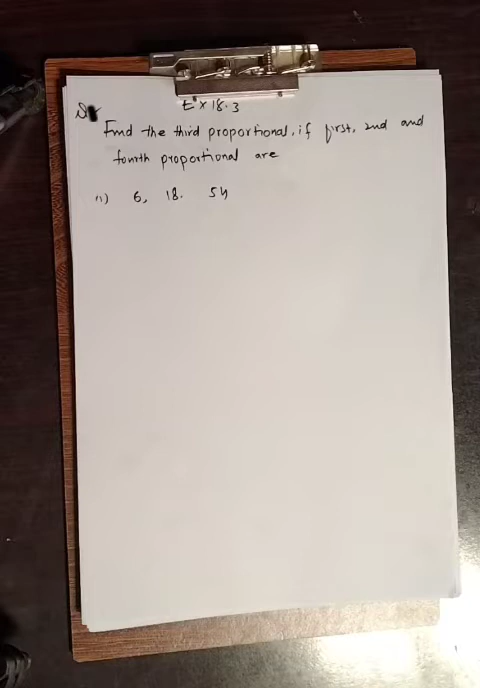 Ex 18.3
Find the third proportional, if first, 2nd and
fourth proportional are
(i) 6, 18. 54